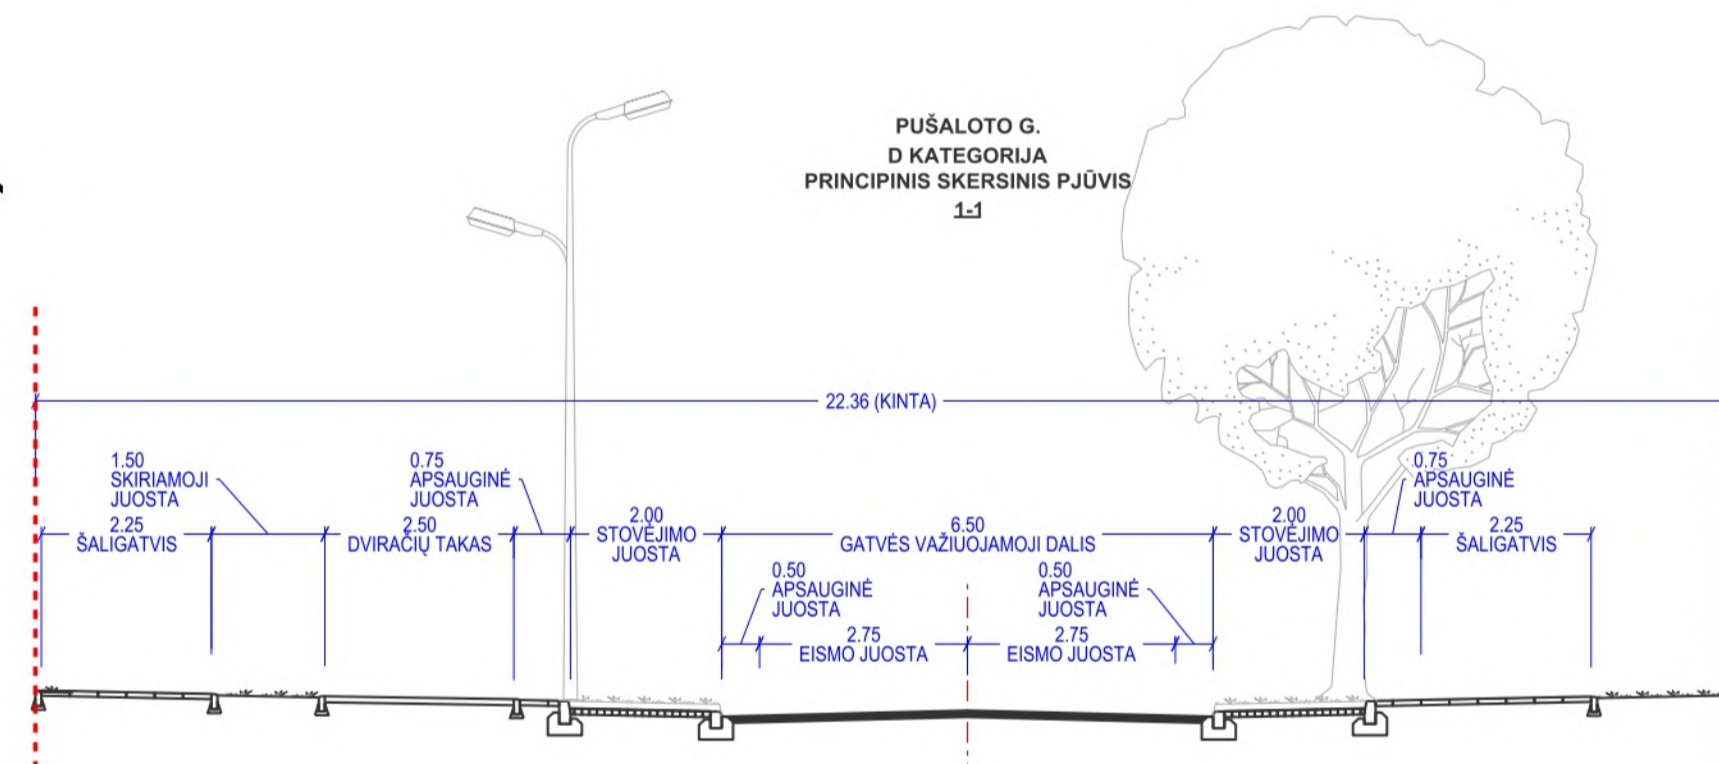 PUŠALOTO G.
D KATEGORIJA
PRINCIPINIS SKERSINIS PJŪVIS
1-1
22.36 (KINTA)
1.50
SKIRIAMOJI
JUOSTA
0.75
APSAUGINĖ
JUOSTA
0.75
APSAUGINĖ
JUOSTA
2.25
ŠALIGATVIS
2.50
DVIRAČIŲ TAKAS
2.00
STOVĖJIMO
JUOSTA
6.50
GATVĖS VAŽIUOJAMOJI DALIS
2.00
STOVĖJIMO
JUOSTA
2.25
ŠALIGATVIS
0.50
APSAUGINĖ
JUOSTA
0.50
APSAUGINĖ
JUOSTA
2.75
EISMO JUOSTA
2.75
EISMO JUOSTA